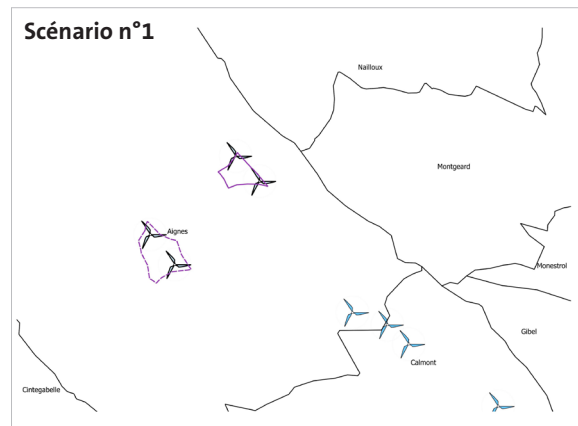 Scénario n°1
Nailloux
Montgeard
Aignes
Monestrol
Gibel
Calmont
Cintegabelle